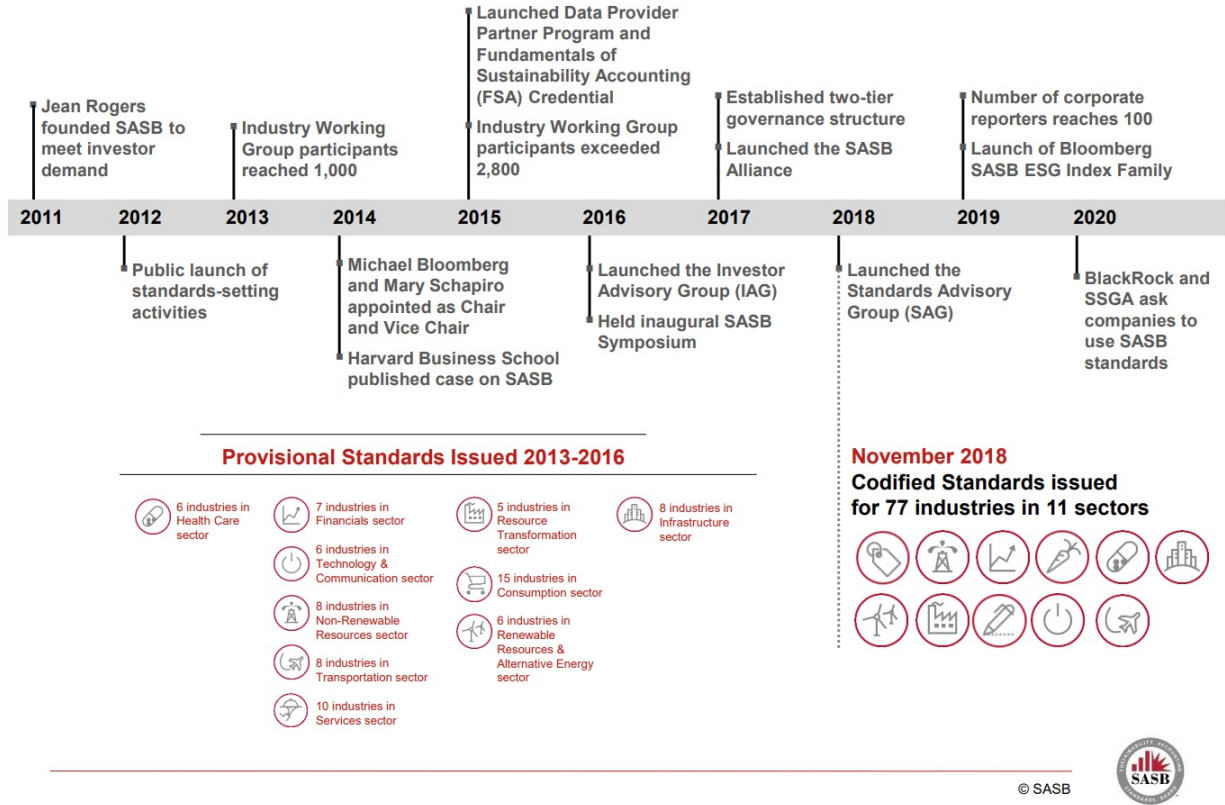 Launched Data Provider
Partner Program and
Fundamentals of
Sustainability Accounting
(FSA) Credential
Jean Rogers
founded SASB to
meet investor
demand
Industry Working
Group participants
reached 1,000
Industry Working Group
participants exceeded
2,800
Established two-tier
governance structure
Launched the SASB
Alliance
Number of corporate
reporters reaches 100
Launch of Bloomberg
SASB ESG Index Family
2011 2012 2013 2014 2015 2016 2017 2018 2019 2020
Public launch of
standards-setting
activities
Michael Bloomberg
and Mary Schapiro
appointed as Chair
and Vice Chair
Harvard Business School
published case on SASB
Launched the Investor
Advisory Group (IAG)
Held inaugural SASB
Symposium
Launched the
Standards Advisory
Group (SAG)
BlackRock and
SSGA ask
companies to
use SASB
standards
Provisional Standards Issued 2013-2016
6 industries in
Health Care
sector
7 industries in
Financials sector
6 industries in
Technology &
Communication sector
8 industries in
Non-Renewable
Resources sector
8 industries in
Transportation sector
10 industries in
Services sector
5 industries in
Resource
Transformation
sector
15 industries in
Consumption sector
6 industries in
Renewable
Resources &
Alternative Energy
sector
8 industries in
Infrastructure
sector
November 2018
Codified Standards issued
for 77 industries in 11 sectors
© SASB
SUSTAINABILITY ACCOUNTING
SASB
STANDARDS BOARD